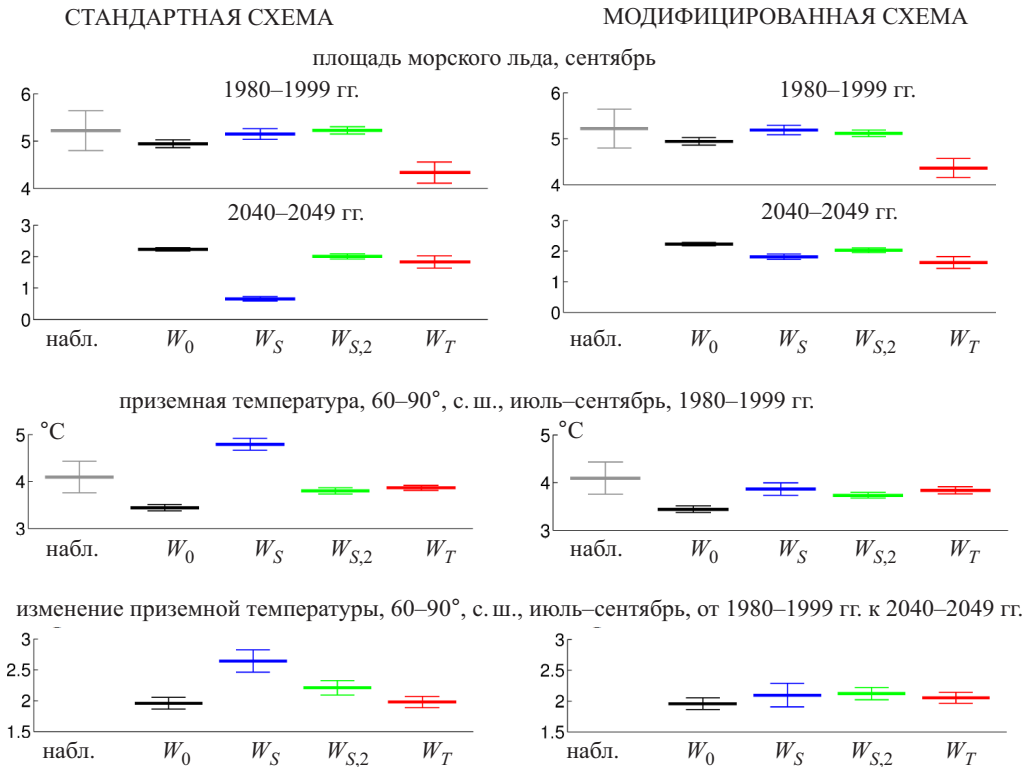 СТАНДАРТНАЯ СХЕМА МОДИФИЦИРОВАННАЯ СХЕМА
площадь морского льда, сентябрь
1980–1999 гг. 1980–1999 гг.
6 6
5 5
4 4
2040–2049 гг. 2040–2049 гг.
3 3
2 2
1 1
0 0
набл. W0 WS WS,2 WT набл. W0 WS WS,2 WT
приземная температура, 60–90°, с. ш., июль–сентябрь, 1980–1999 гг.
5 °C 5 °C
4 4
3 3
набл. W0 WS WS,2 WT набл. W0 WS WS,2 WT
изменение приземной температуры, 60–90°, с. ш., июль–сентябрь, от 1980–1999 гг. к 2040–2049 гг.
3 3
2.5 2.5
2 2
1.5 1.5
набл. W0 WS WS,2 WT набл. W0 WS WS,2 WT